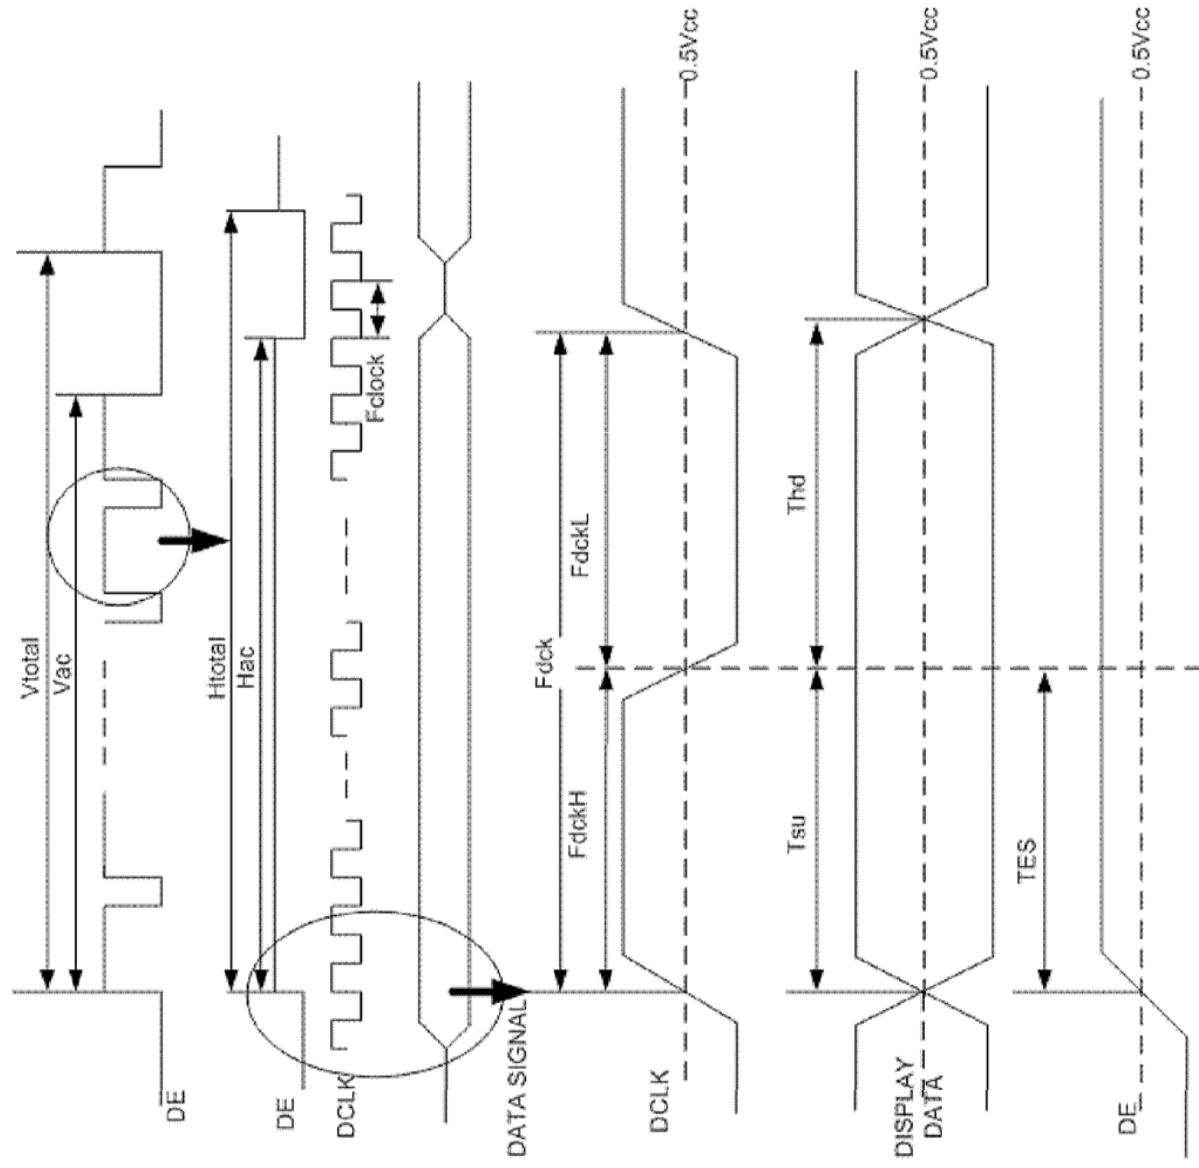 Vtotal
Vac
DE
Htotal
Hac
DE
DCLK
Fclock
DATA SIGNAL
Fdck
FdckH
FdckL
DCLK
0.5Vcc
Tsu
Thd
DISPLAY
DATA
0.5Vcc
TES
DE
0.5Vcc